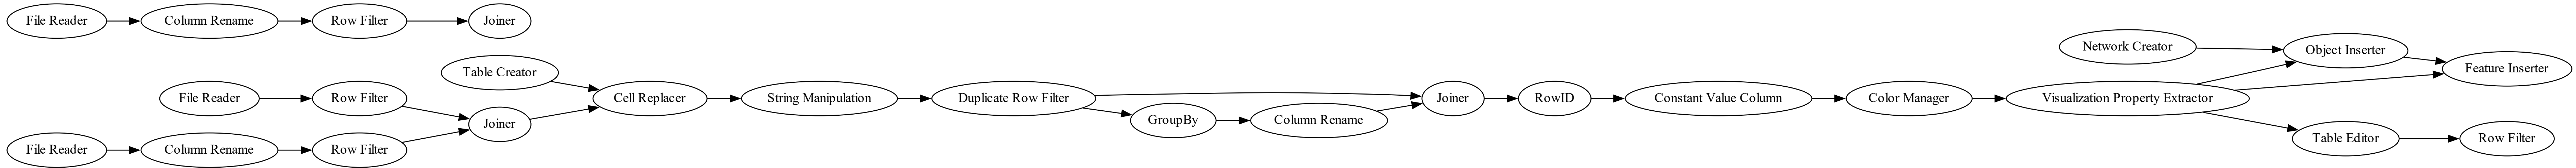 File Reader
Column Rename
Row Filter
Joiner
Network Creator
Object Inserter
Table Creator
Feature Inserter
File Reader
Row Filter
Cell Replacer
String Manipulation
Duplicate Row Filter
Joiner
RowID
Constant Value Column
Color Manager
Visualization Property Extractor
GroupBy
Column Rename
Joiner
Table Editor
Row Filter
File Reader
Column Rename
Row Filter